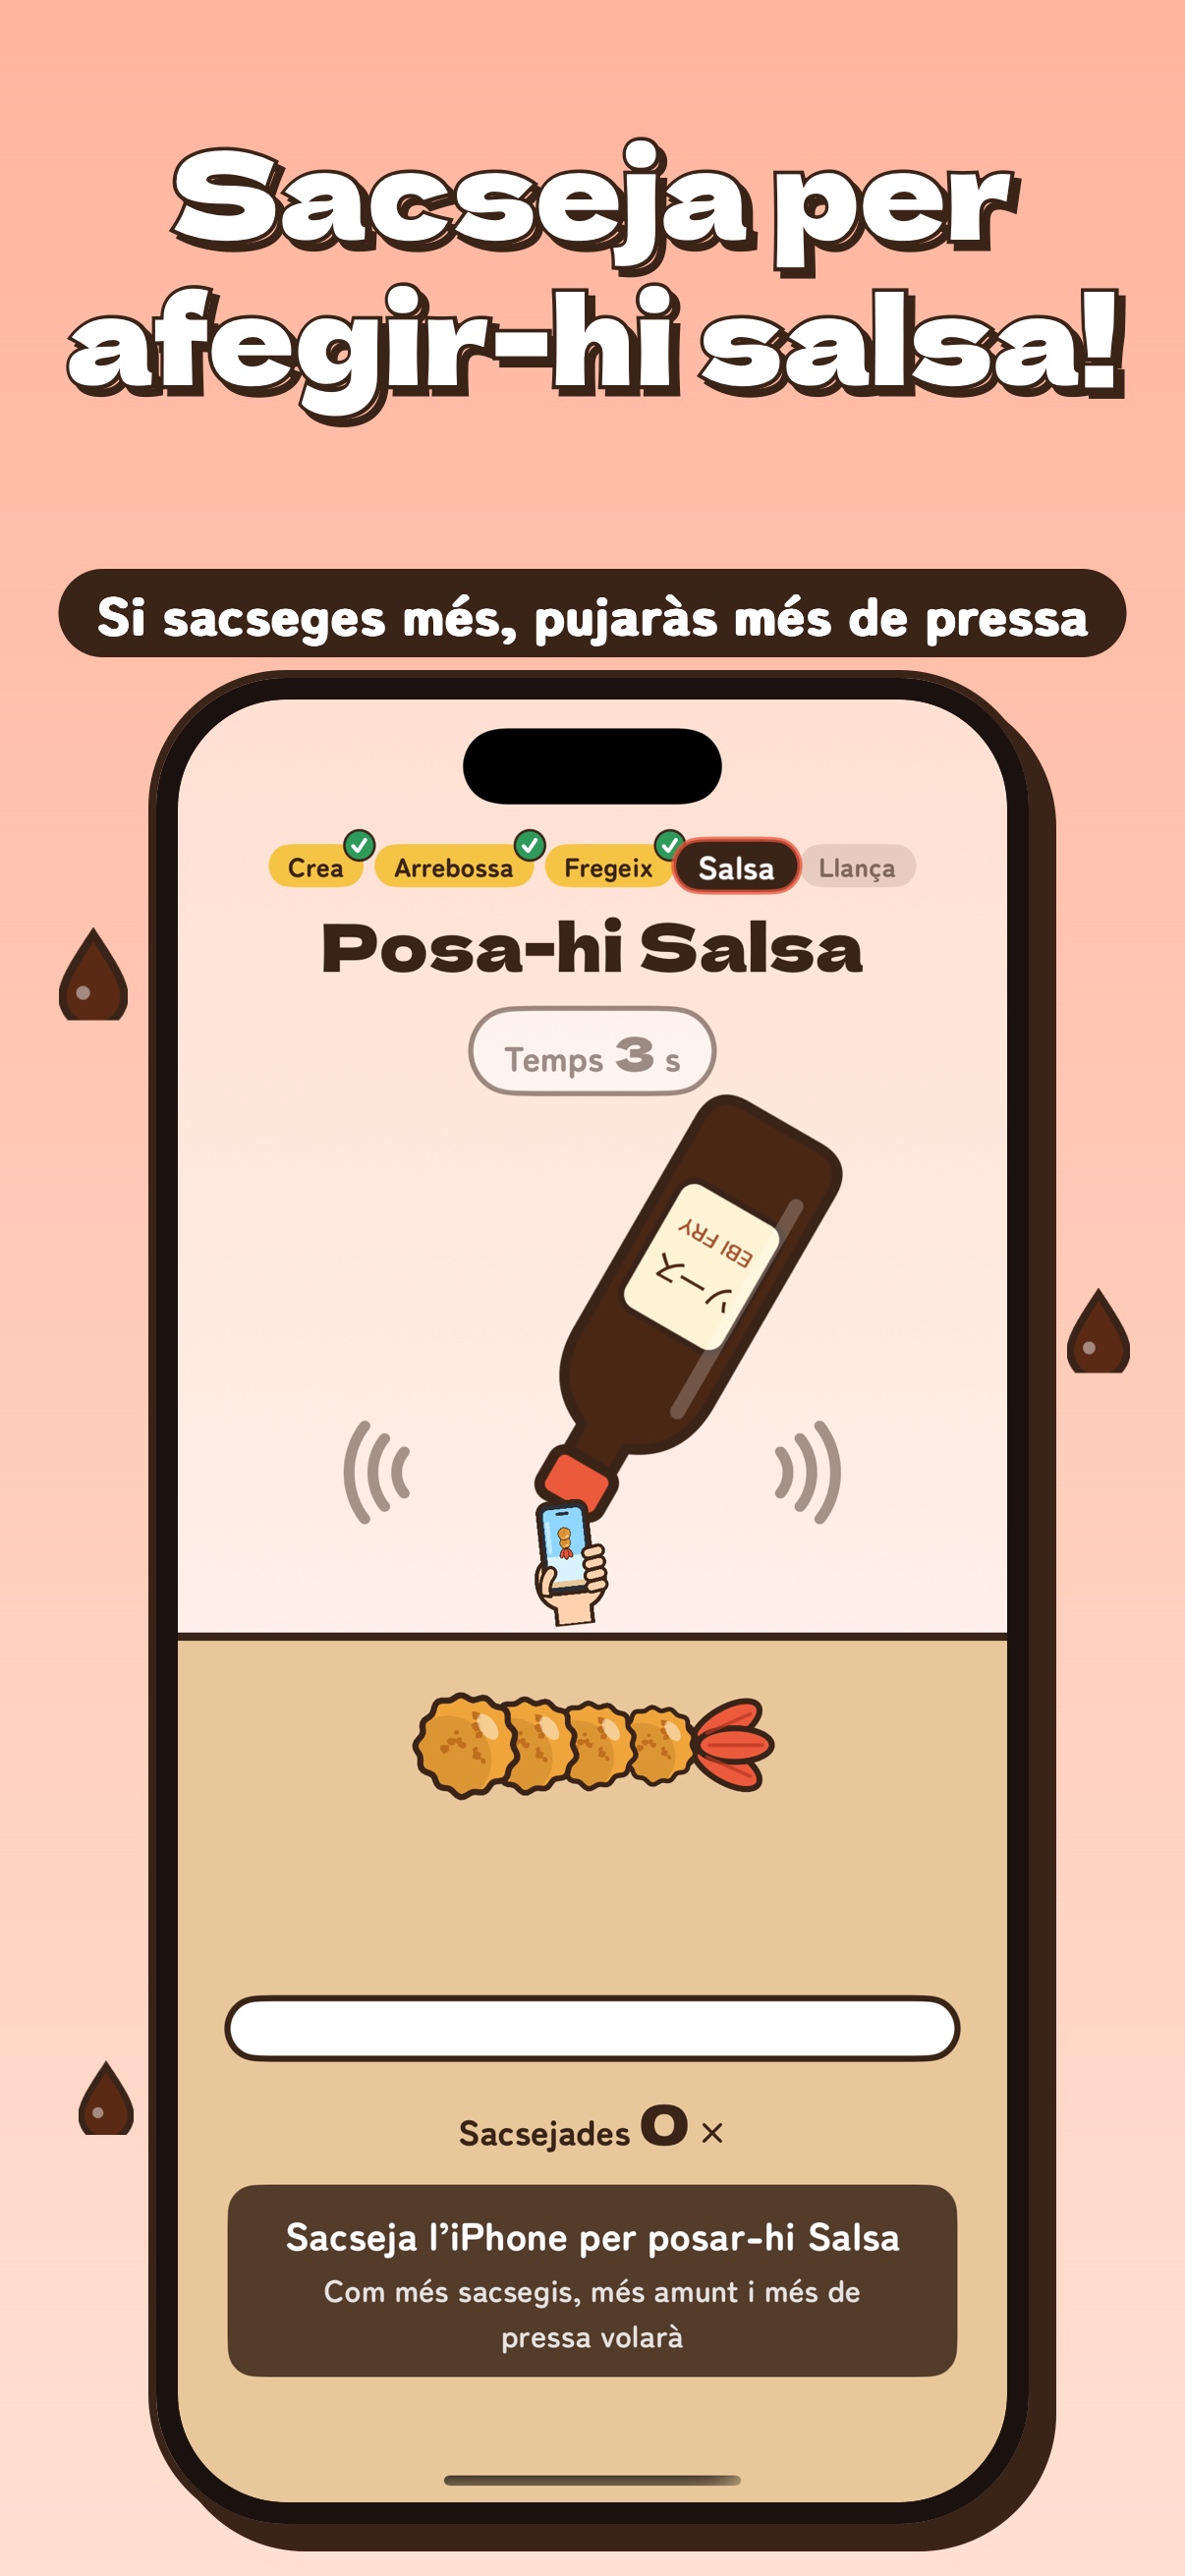 Sacseja per
afegir-hi salsa!
Si sacseges més, pujaràs més de pressa
Crea Arrebossa Fregeix Salsa Llança
Posa-hi Salsa
Temps 3 s
EBI FRY
ソース
Sacsejades 0 ×
Sacseja l’iPhone per posar-hi Salsa
Com més sacsegis, més amunt i més de
pressa volarà